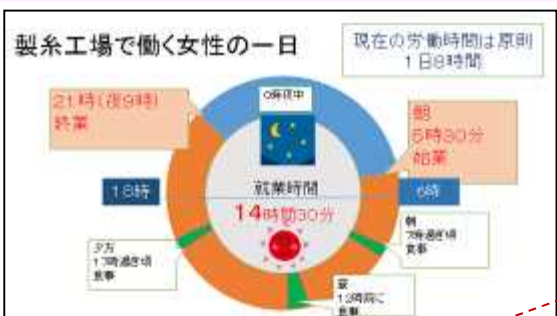 製糸工場で働く女性の一日
現在の労働時間は原則
1日8時間
21時(夜9時)
終業
0時夜中
朝
5時30分
始業
18時
就業時間
6時
14時間30分
朝
7時過ぎ頃
食事
夕方
17時過ぎ頃
食事
昼
12時前に
食事